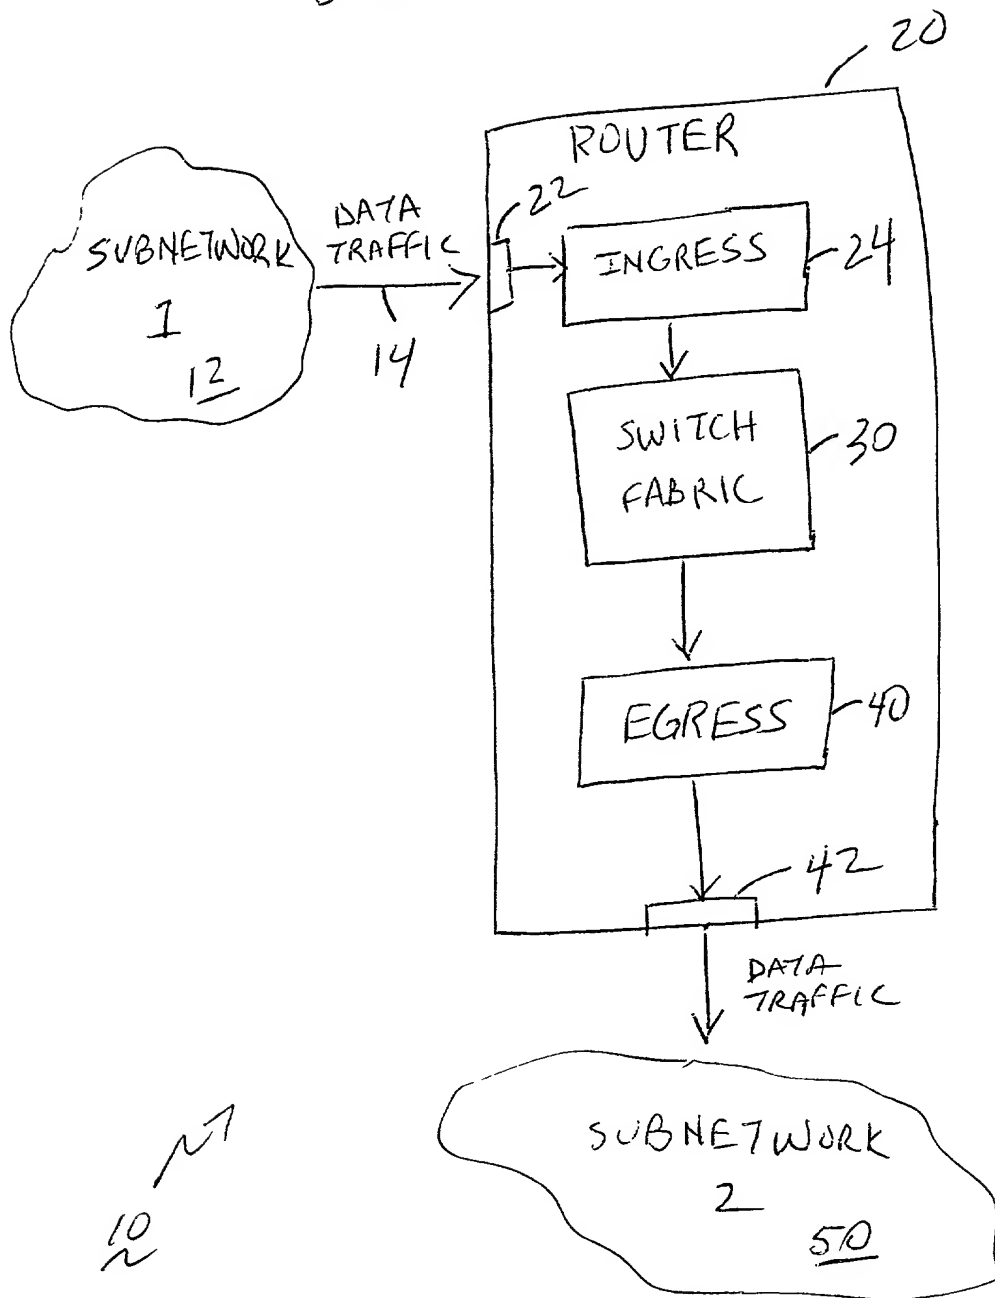 20
ROUTER
22
DATA
TRAFFIC
SUBNETWORK
1
12
14
INGRESS
24
SWITCH
FABRIC
30
EGRESS
40
42
DATA
TRAFFIC
SUBNETWORK
2
50
10